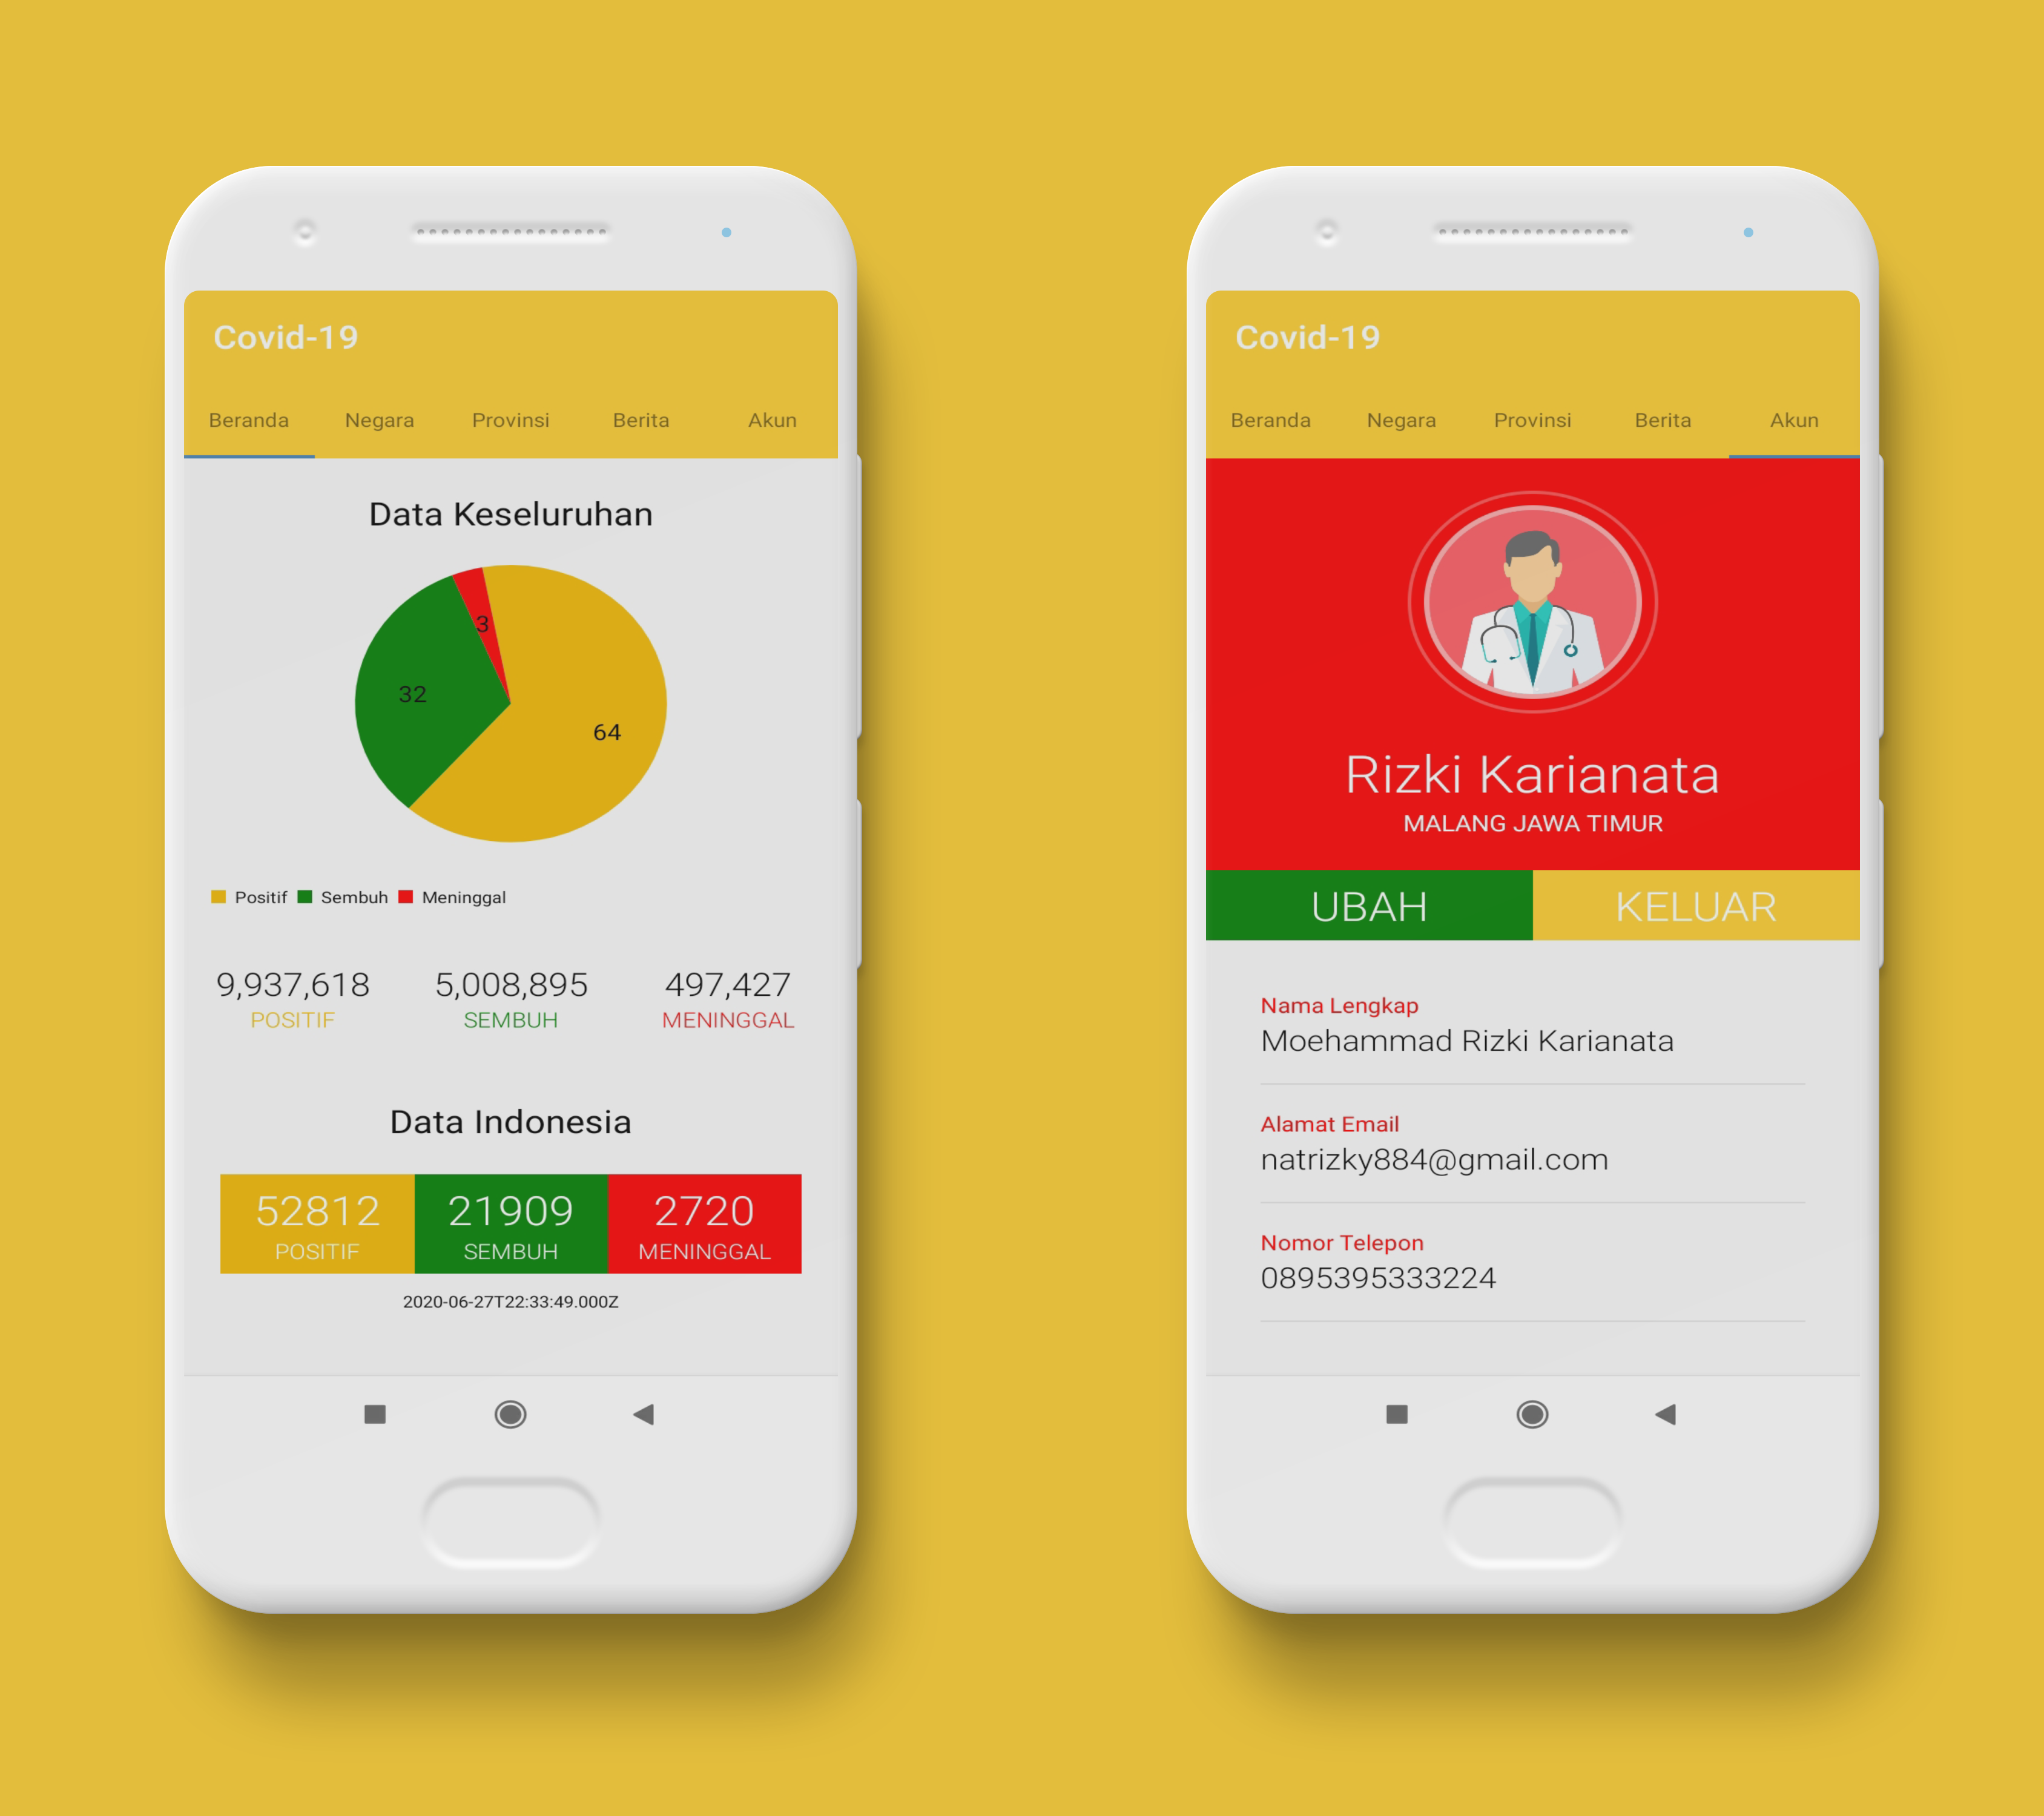 Covid-19
Beranda Negara Provinsi Berita Akun
Data Keseluruhan
3
32
64
Positif Sembuh Meninggal
9,937,618 5,008,895 497,427
POSITIF SEMBUH MENINGGAL
Data Indonesia
52812 21909 2720
POSITIF SEMBUH MENINGGAL
2020-06-27T22:33:49.000Z
Covid-19
Beranda Negara Provinsi Berita Akun
Rizki Karianata
MALANG JAWA TIMUR
UBAH KELUAR
Nama Lengkap
Moehammad Rizki Karianata
Alamat Email
natrizky884@gmail.com
Nomor Telepon
0895395333224